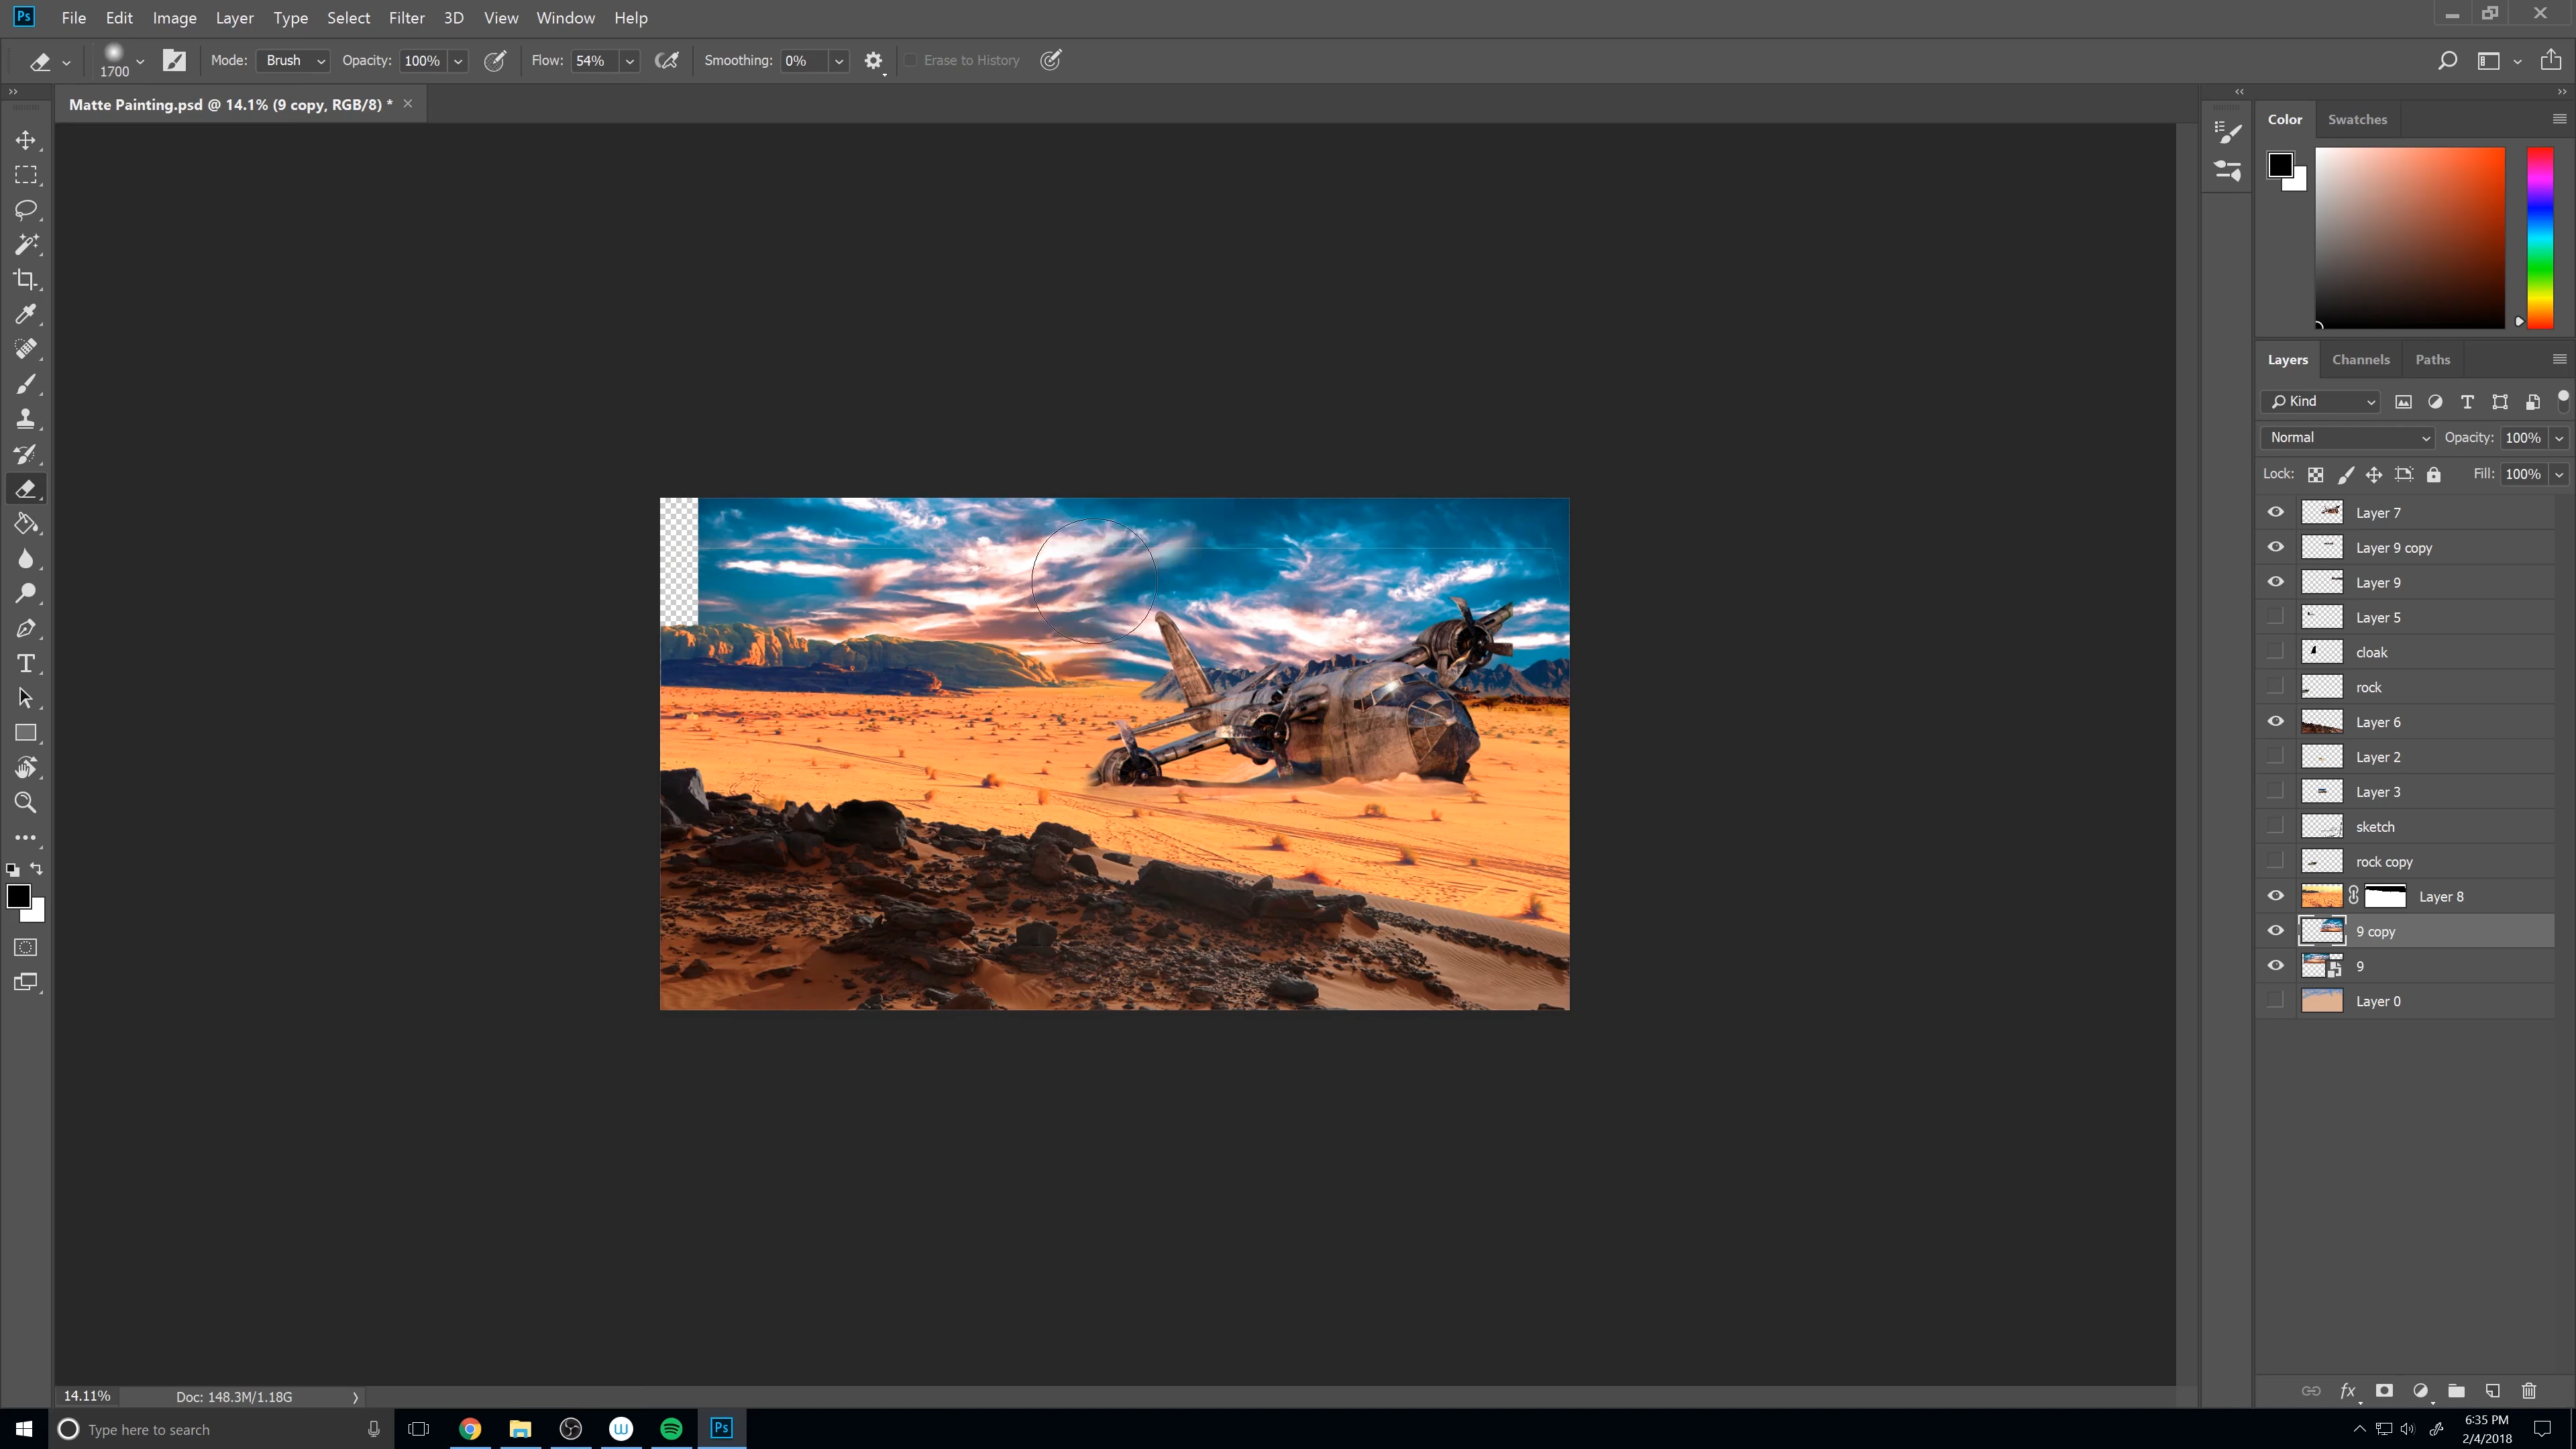 Ps File Edit Image Layer Type Select Filter 3D View Window Help
1700 Mode: Brush Opacity: 100% Flow: 54% Smoothing: 0% Erase to History
Matte Painting.psd @ 14.1% (9 copy, RGB/8) * ×
Color Swatches
Layers Channels Paths
Kind
Normal Opacity: 100%
Lock: Fill: 100%
Layer 7
Layer 9 copy
Layer 9
Layer 5
cloak
rock
Layer 6
Layer 2
Layer 3
sketch
rock copy
Layer 8
9 copy
9
Layer 0
fx
14.11% Doc: 148.3M/1.18G
Type here to search
Ps
6:35 PM
2/4/2018